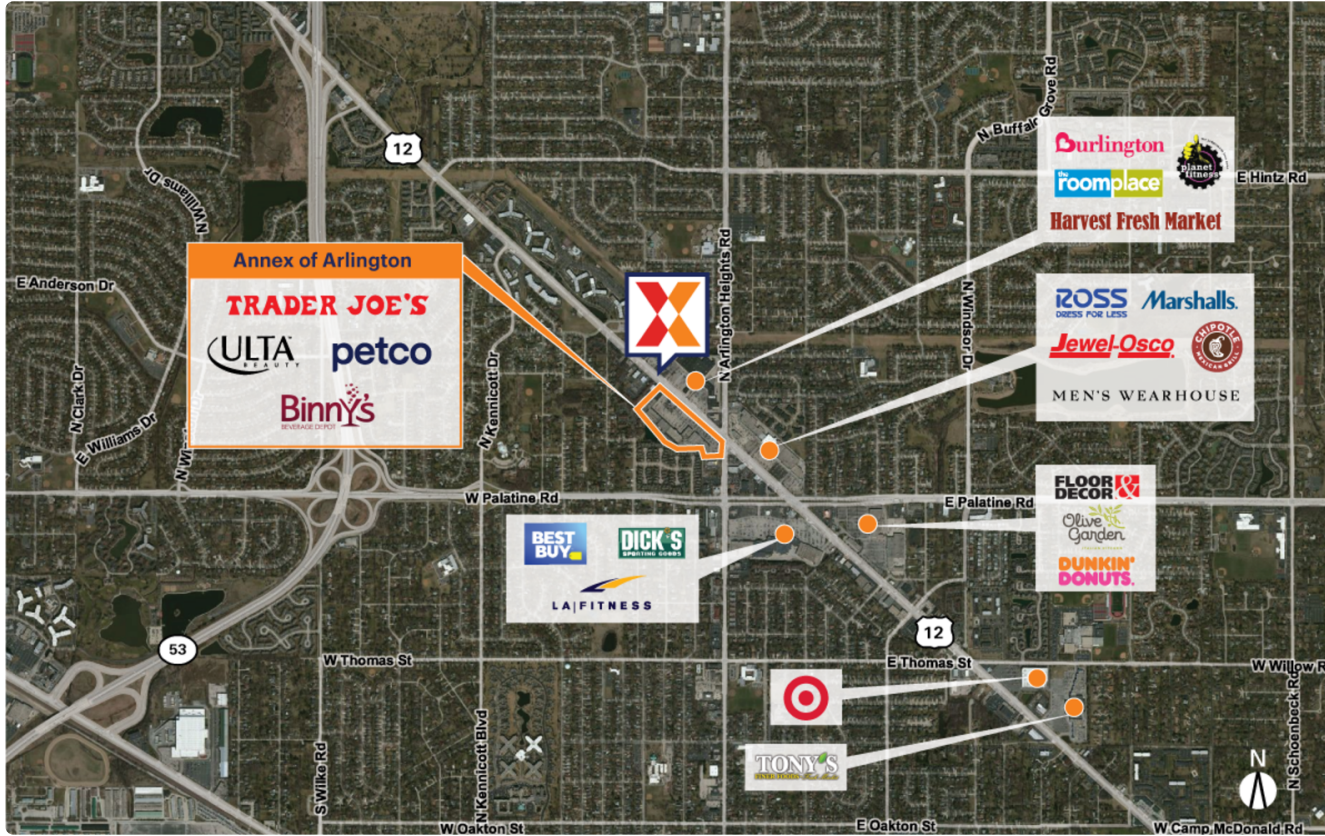 12
N Buffalo Grove Rd
N Williams Dr
Burlington
planet fitness
the roomplace
E Hintz Rd
Harvest Fresh Market
Annex of Arlington
TRADER JOE'S
ULTA BEAUTY
petco
Binny's
BEVERAGE DEPOT
E Anderson Dr
N Arlington Heights Rd
N Windsor Dr
ROSS
DRESS FOR LESS
Marshalls.
Jewel-Osco.
CHIPOTLE
MEXICAN GRILL
MEN'S WEARHOUSE
N Kennicott Dr
N Clark Dr
E Williams Dr
W Palatine Rd
E Palatine Rd
FLOOR & DECOR
Olive Garden
DUNKIN' DONUTS.
BEST BUY
DICK'S
SPORTING GOODS
LA|FITNESS
53
12
W Thomas St
E Thomas St
N Schoenbeck Rd
TONY'S
FINER FOODS
S Wilke Rd
N Kennicott Blvd
N
W Oakton St
E Oakton St
W Camp McDonald Rd